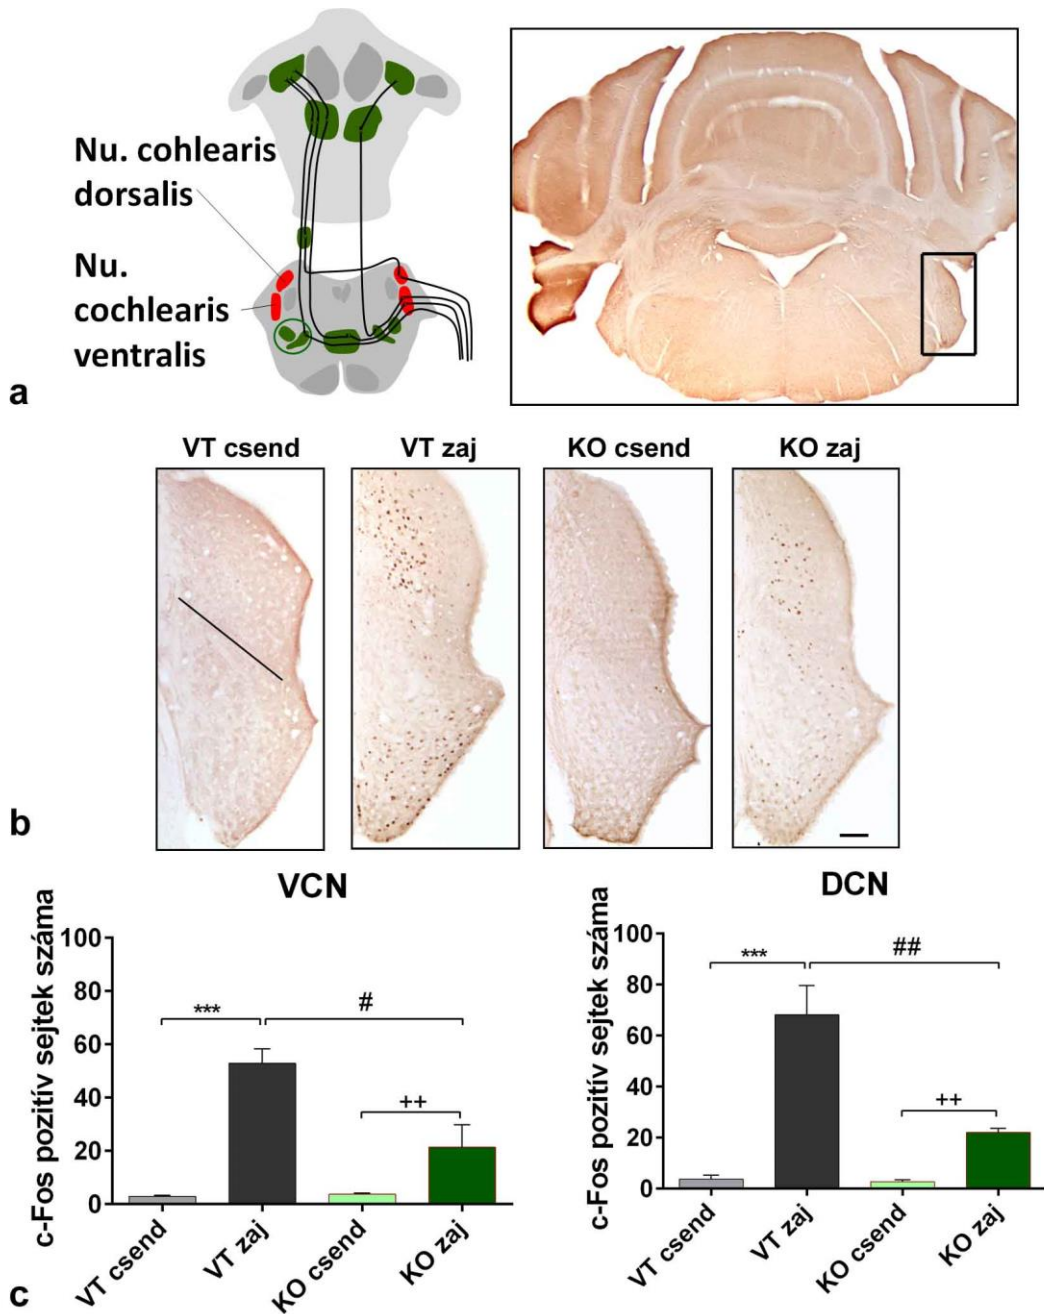 Nu. cohlearis
dorsalis
Nu.
cochlearis
ventralis
a
VT csend
VT zaj
KO csend
KO zaj
b
VCN
c-Fos pozitív sejtek száma
100
80
60
40
20
0
***
#
++
VT csend
VT zaj
KO csend
KO zaj
DCN
c-Fos pozitív sejtek száma
100
80
60
40
20
0
***
##
++
VT csend
VT zaj
KO csend
KO zaj
c